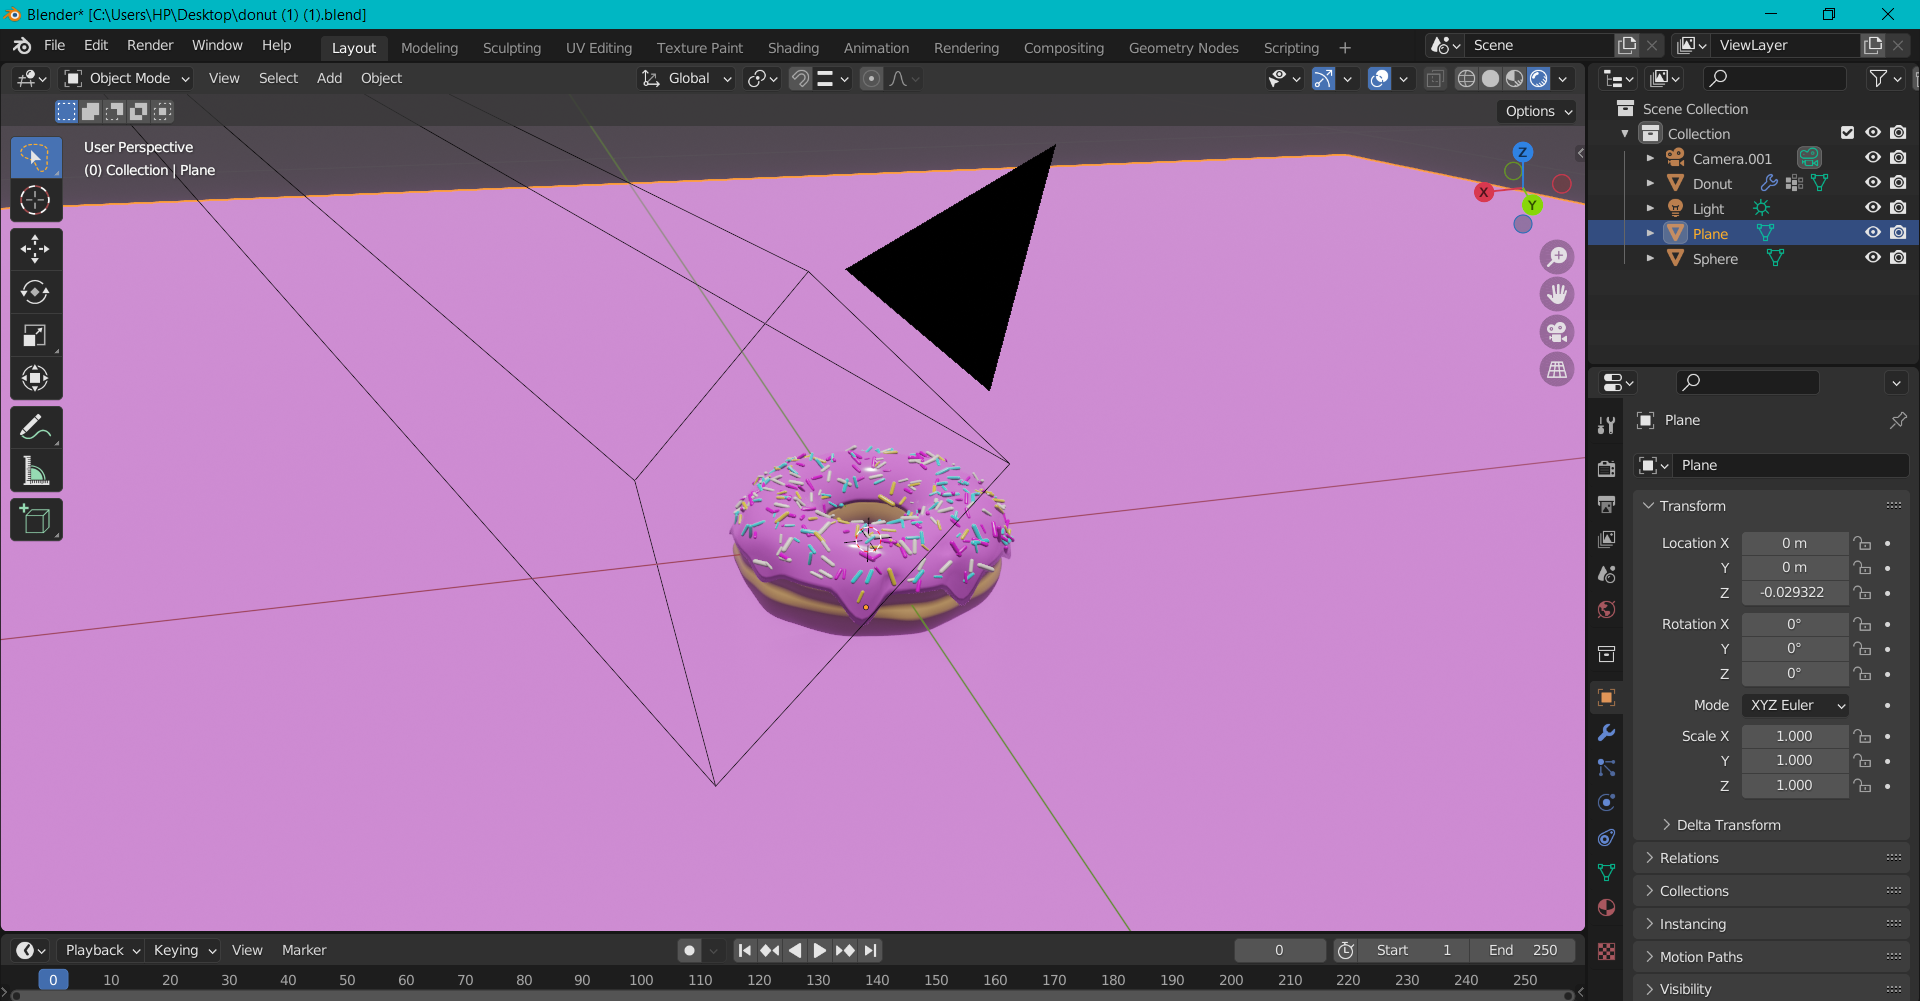 Blender* [C:\Users\HP\Desktop\donut (1) (1).blend]
File Edit Render Window Help Layout Modeling Sculpting UV Editing Texture Paint Shading Animation Rendering Compositing Geometry Nodes Scripting + Scene ViewLayer
Object Mode View Select Add Object Global
Options
User Perspective
(0) Collection | Plane
Z
X
Y
Scene Collection
Collection
Camera.001
Donut
Light
Plane
Sphere
Plane
Plane
Transform
Location X 0 m
Y 0 m
Z -0.029322
Rotation X 0°
Y 0°
Z 0°
Mode XYZ Euler
Scale X 1.000
Y 1.000
Z 1.000
Delta Transform
Relations
Collections
Instancing
Motion Paths
Visibility
Playback Keying View Marker 0 Start 1 End 250
0 10 20 30 40 50 60 70 80 90 100 110 120 130 140 150 160 170 180 190 200 210 220 230 240 250